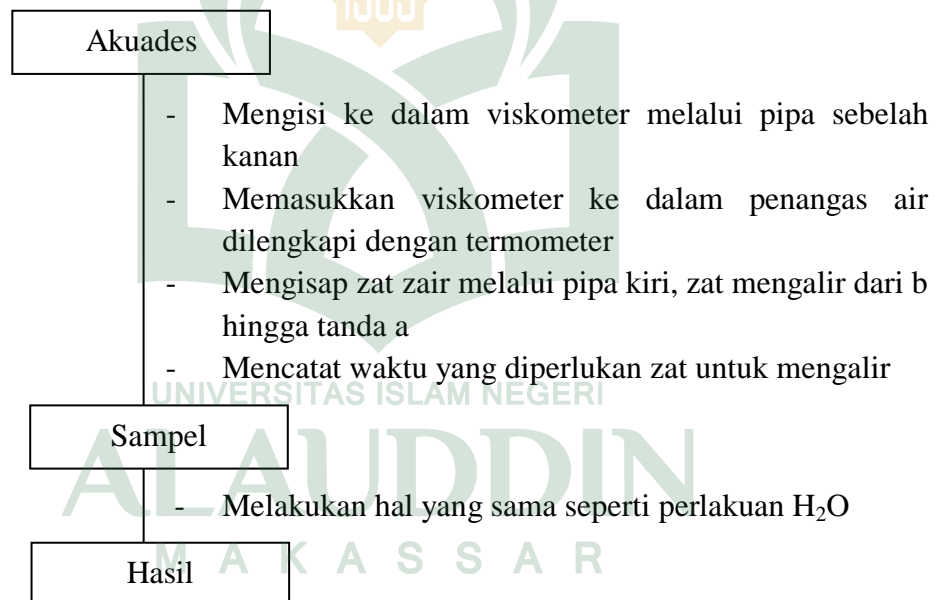 1965
Akuades
- Mengisi ke dalam viskometer melalui pipa sebelah
kanan
- Memasukkan viskometer ke dalam penangas air
dilengkapi dengan termometer
- Mengisap zat zair melalui pipa kiri, zat mengalir dari b
hingga tanda a
- Mencatat waktu yang diperlukan zat untuk mengalir
UNIVERSITAS ISLAM NEGERI
Sampel
ALAUDDIN
- Melakukan hal yang sama seperti perlakuan H₂O
MAKASSAR
Hasil